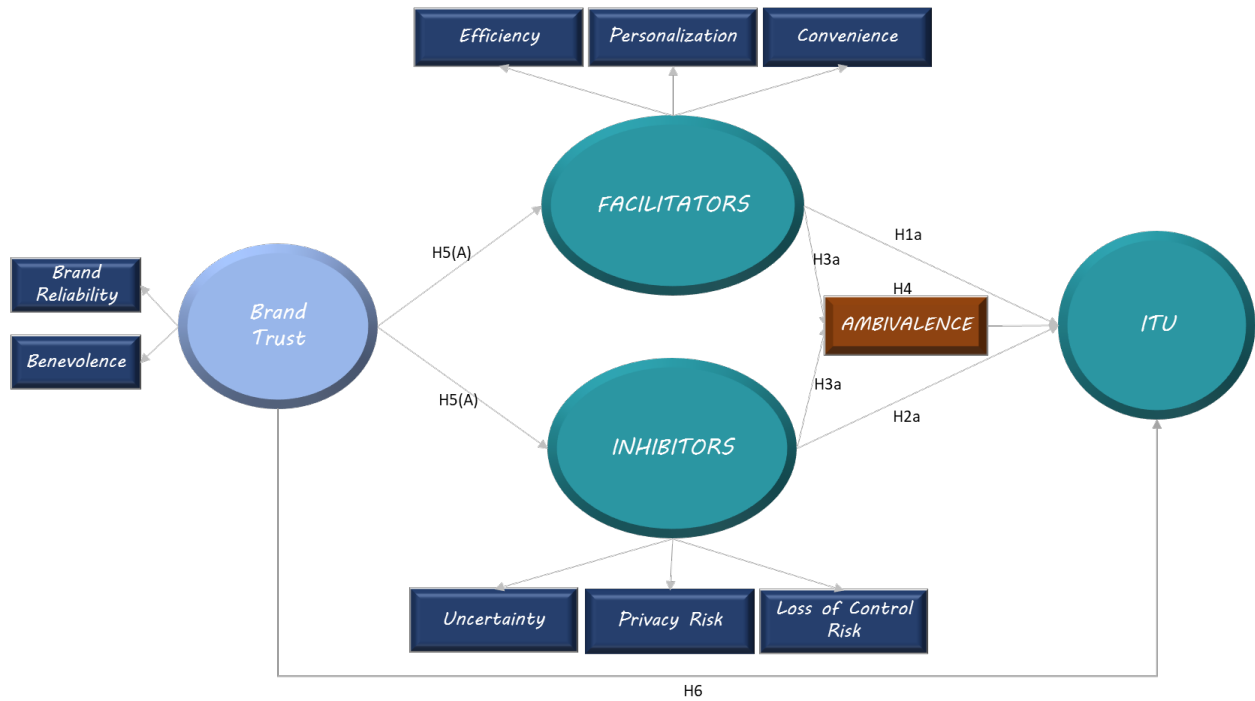 Efficiency
Personalization
Convenience
FACILITATORS
H1a
H5(A)
H3a
Brand
Reliability
H4
Brand
Trust
AMBIVALENCE
ITU
Benevolence
H3a
H5(A)
H2a
INHIBITORS
Uncertainty
Privacy Risk
Loss of Control
Risk
H6